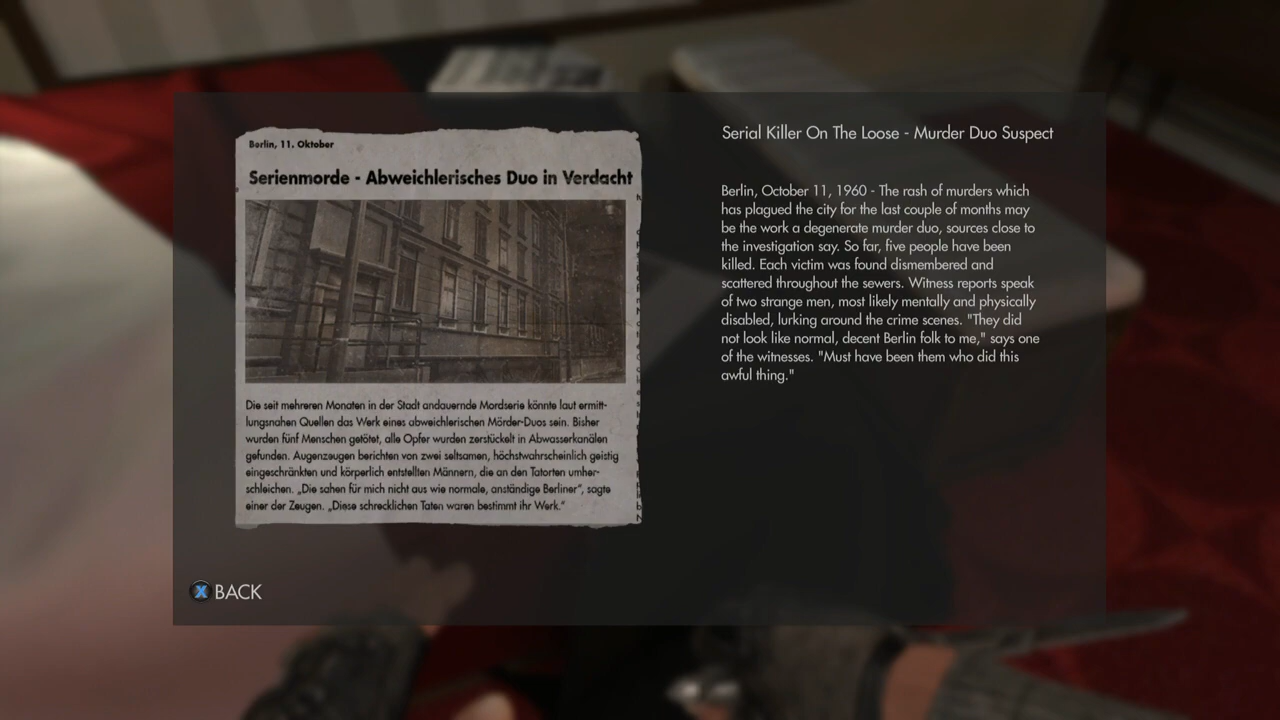 Berlin, 11. Oktober
Serienmorde - Abweichlerisches Duo in Verdacht
Die seit mehreren Monaten in der Stadt andauernde Mordserie könnte laut ermitt-
lungsnahen Quellen das Werk eines abweichlerischen Mörder-Duos sein. Bisher
wurden fünf Menschen getötet, alle Opfer wurden zerstückelt in Abwasserkanälen
gefunden. Augenzeugen berichten von zwei seltsamen, höchstwahrscheinlich geistig
eingeschränkten und körperlich entstellten Männern, die an den Tatorten umher-
schleichen. „Die sahen für mich nicht aus wie normale, anständige Berliner“, sagte
einer der Zeugen. „Diese schrecklichen Taten waren bestimmt ihr Werk.“
Serial Killer On The Loose - Murder Duo Suspect
Berlin, October 11, 1960 - The rash of murders which
has plagued the city for the last couple of months may
be the work a degenerate murder duo, sources close to
the investigation say. So far, five people have been
killed. Each victim was found dismembered and
scattered throughout the sewers. Witness reports speak
of two strange men, most likely mentally and physically
disabled, lurking around the crime scenes. "They did
not look like normal, decent Berlin folk to me," says one
of the witnesses. "Must have been them who did this
awful thing."
X BACK